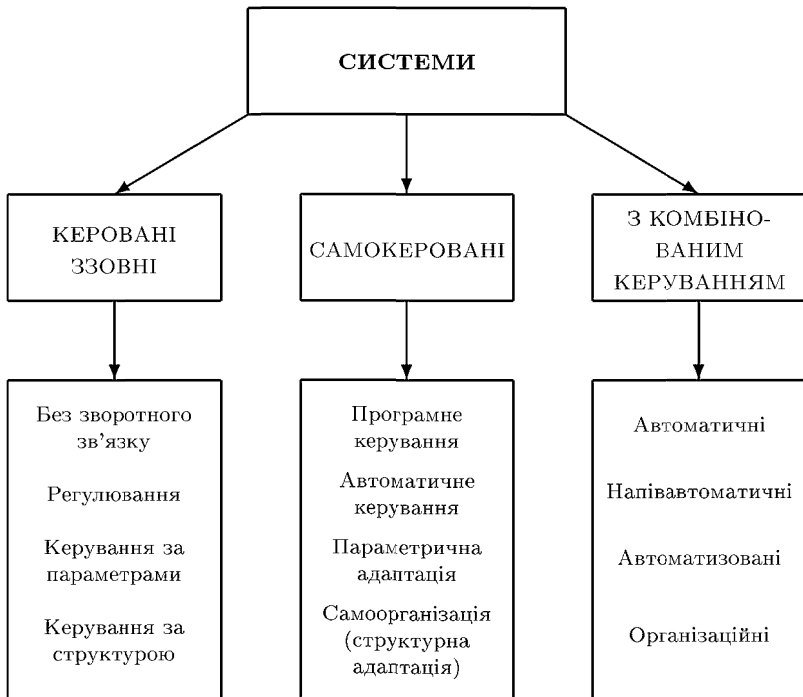 СИСТЕМИ
КЕРОВАНІ
ЗЗОВНІ
САМОКЕРОВАНІ
З КОМБІНО-
ВАНИМ
КЕРУВАННЯМ
Без зворотного
зв'язку
Регулювання
Керування за
параметрами
Керування за
структурою
Програмне
керування
Автоматичне
керування
Параметрична
адаптація
Самоорганізація
(структурна
адаптація)
Автоматичні
Напівавтоматичні
Автоматизовані
Організаційні